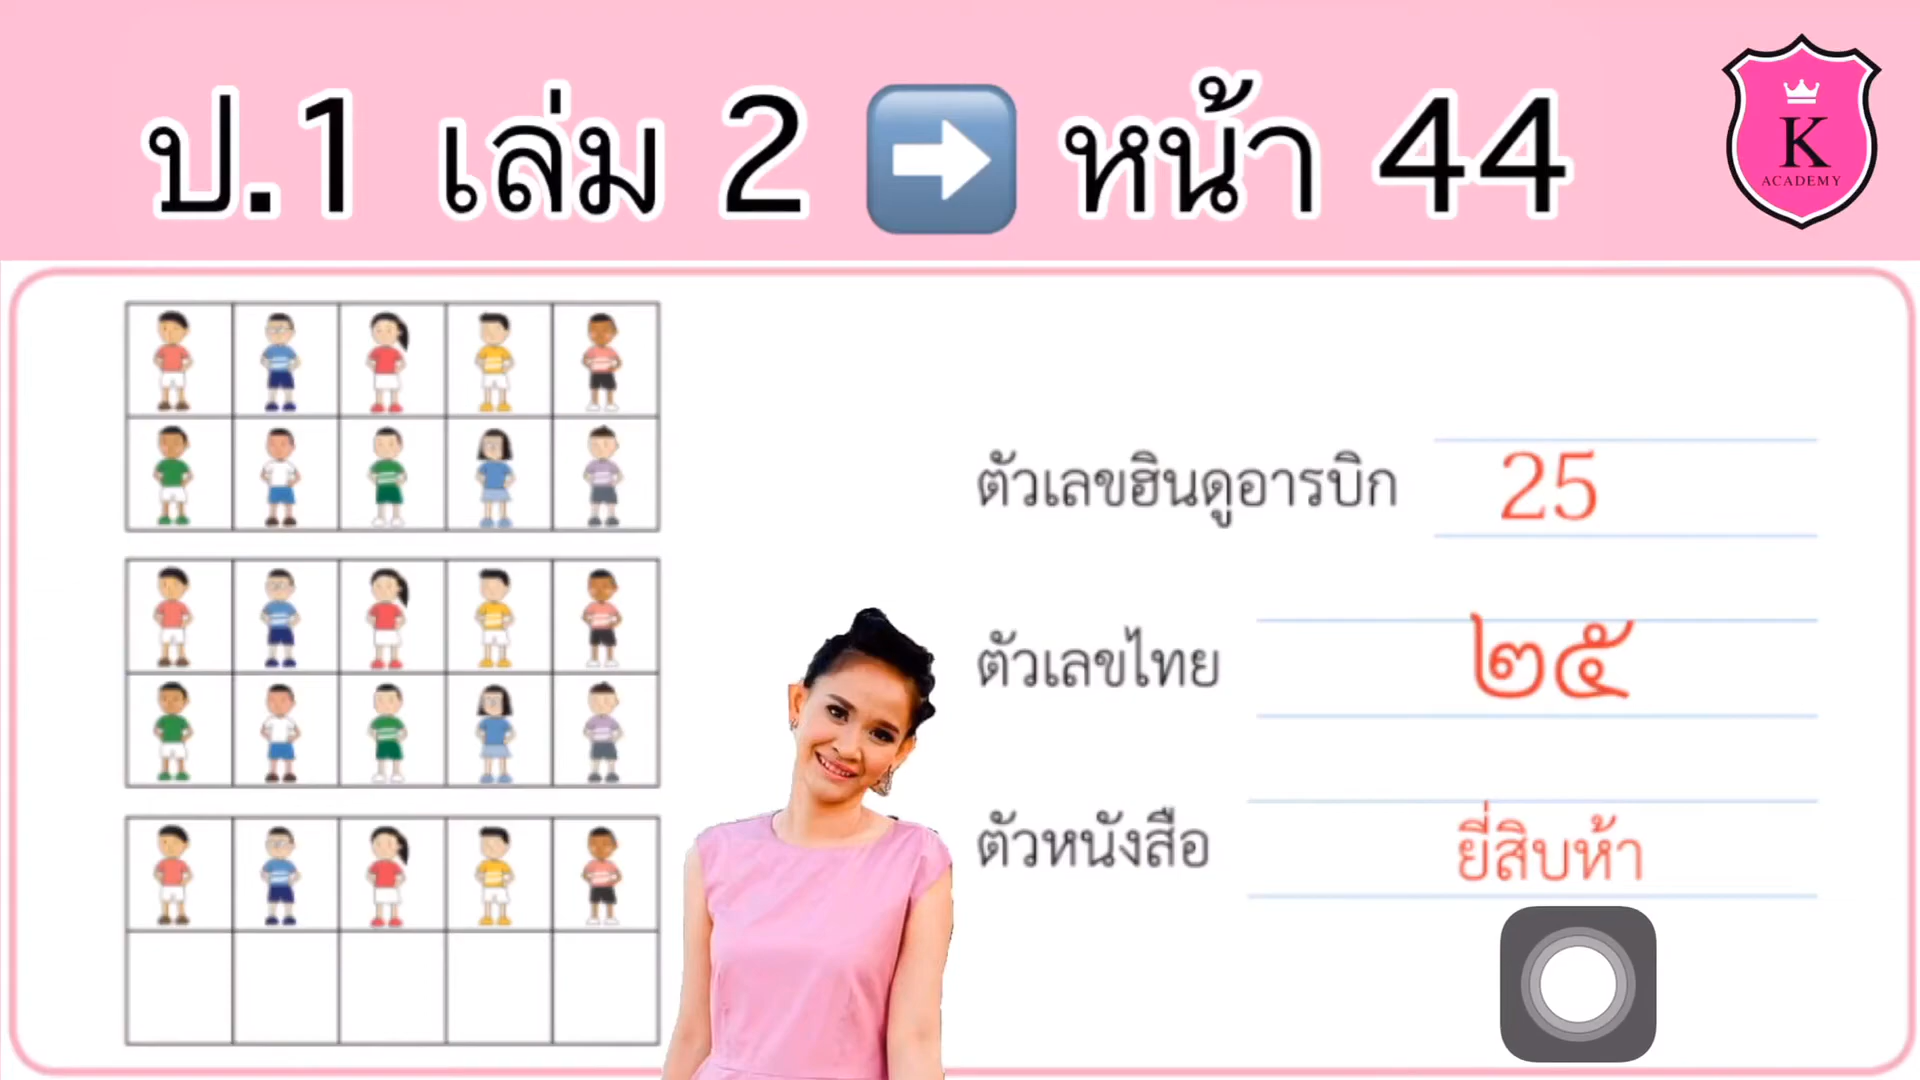 ป.1 เล่ม 2 ➡ หน้า 44
K
ACADEMY
ตัวเลขฮินดูอารบิก 25
ตัวเลขไทย ๒๕
ตัวหนังสือ ยี่สิบห้า